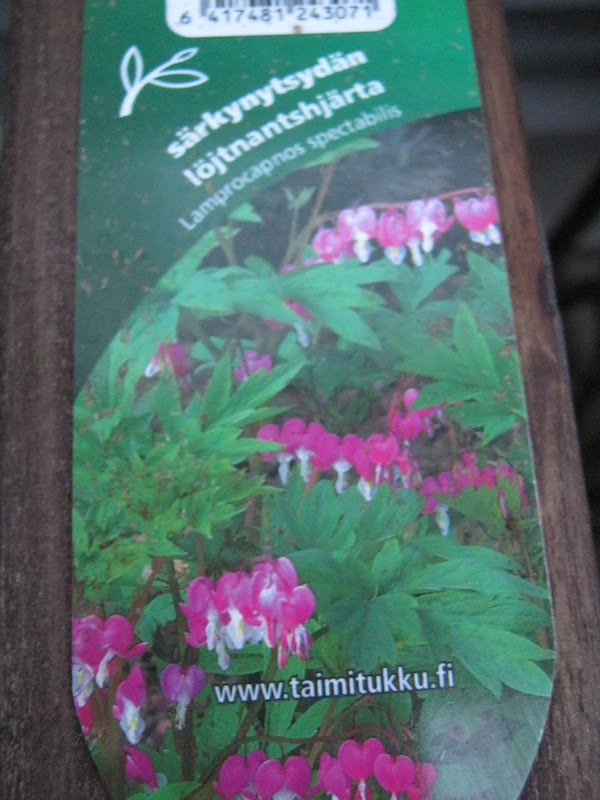 6 417481 243071
särkynytsydän
löjtnantshjärta
Lamprocapnos spectabilis
www.taimitukku.fi